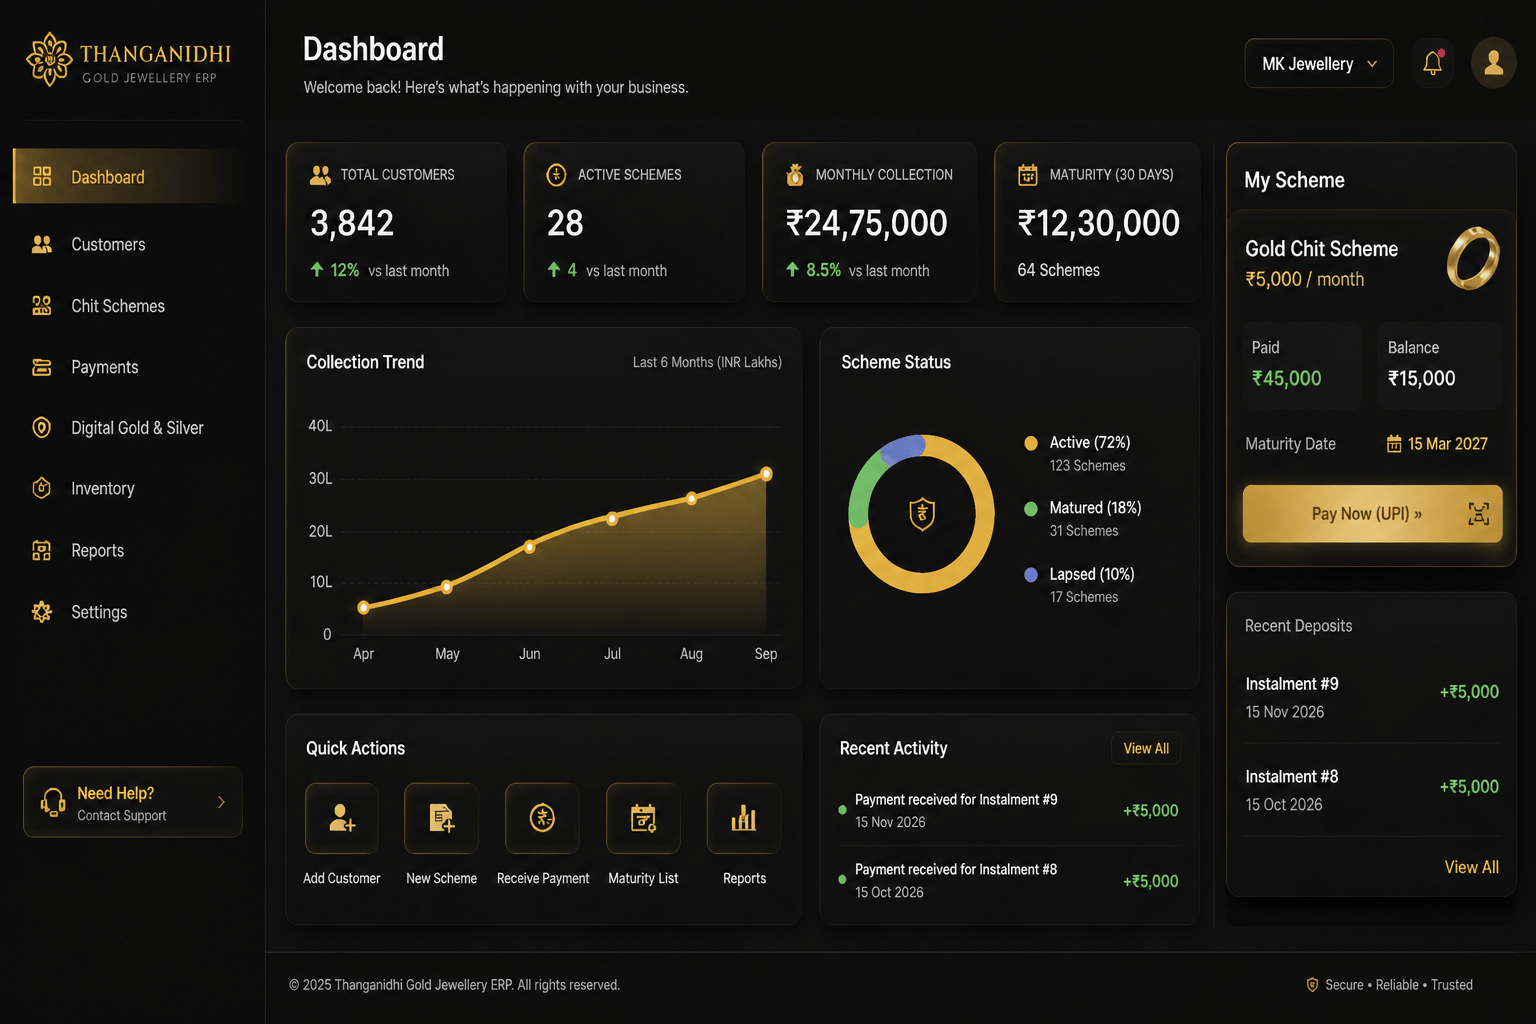 THANGANIDHI
GOLD JEWELLERY ERP
Dashboard
Customers
Chit Schemes
Payments
Digital Gold & Silver
Inventory
Reports
Settings
Need Help?
Contact Support
Dashboard
Welcome back! Here's what's happening with your business.
MK Jewellery
TOTAL CUSTOMERS
3,842
12% vs last month
ACTIVE SCHEMES
28
4 vs last month
MONTHLY COLLECTION
₹24,75,000
8.5% vs last month
MATURITY (30 DAYS)
₹12,30,000
64 Schemes
Collection Trend
Last 6 Months (INR Lakhs)
40L
30L
20L
10L
0
Apr May Jun Jul Aug Sep
Scheme Status
Active (72%)
123 Schemes
Matured (18%)
31 Schemes
Lapsed (10%)
17 Schemes
Quick Actions
Add Customer
New Scheme
Receive Payment
Maturity List
Reports
Recent Activity
View All
Payment received for Instalment #9
15 Nov 2026
+₹5,000
Payment received for Instalment #8
15 Oct 2026
+₹5,000
My Scheme
Gold Chit Scheme
₹5,000 / month
Paid
₹45,000
Balance
₹15,000
Maturity Date
15 Mar 2027
Pay Now (UPI) »
Recent Deposits
Instalment #9
15 Nov 2026
+₹5,000
Instalment #8
15 Oct 2026
+₹5,000
View All
© 2025 Thanganidhi Gold Jewellery ERP. All rights reserved.
Secure • Reliable • Trusted